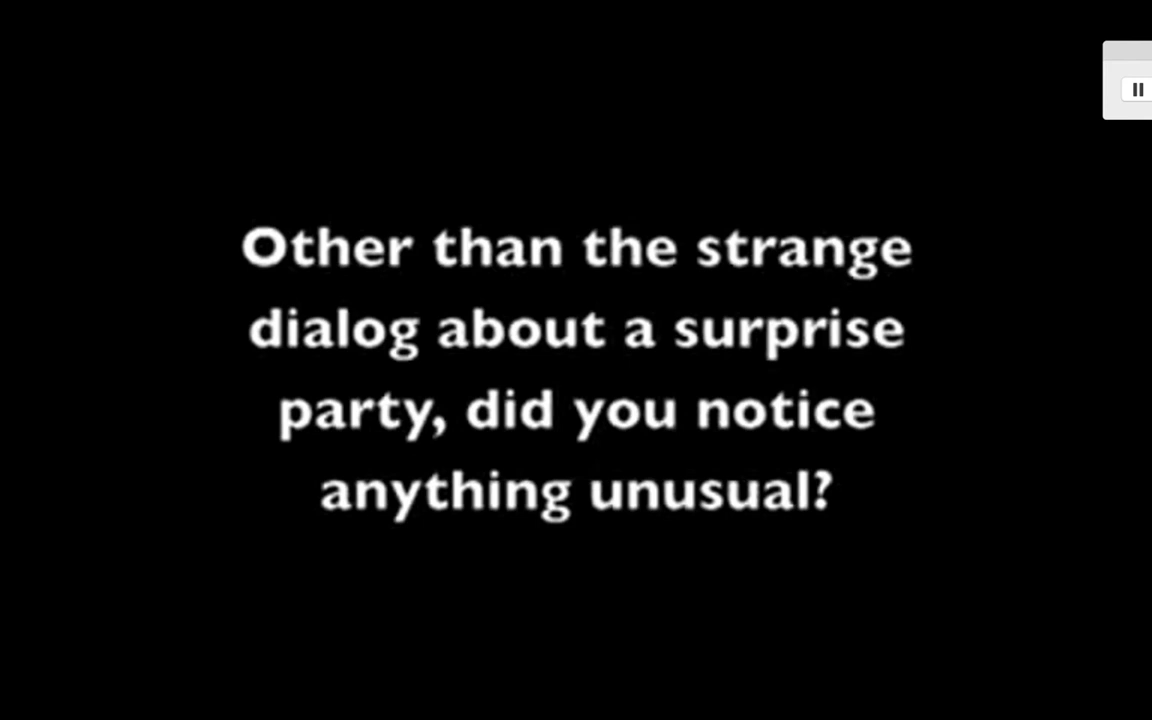 Other than the strange
dialog about a surprise
party, did you notice
anything unusual?